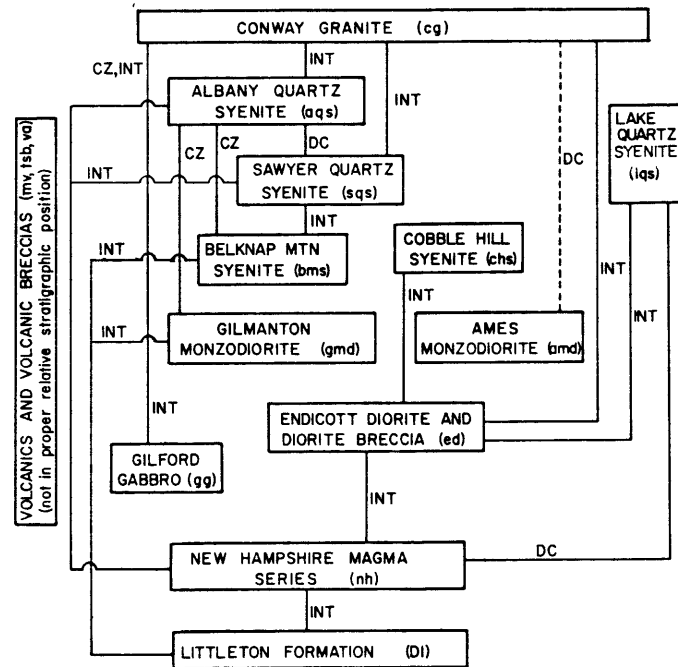 CONWAY GRANITE (cg)
CZ, INT
INT
INT
ALBANY QUARTZ
SYENITE (aqs)
LAKE
QUARTZ
SYENITE
(iqs)
CZ
CZ
DC
DC
SAWYER QUARTZ
SYENITE (sqs)
INT
INT
VOLCANICS AND VOLCANIC BRECCIAS (mv, tsb, va)
(not in proper relative stratigraphic position)
INT
BELKNAP MTN
SYENITE (bms)
COBBLE HILL
SYENITE (chs)
INT
INT
INT
INT
GILMANTON
MONZODIORITE (gmd)
AMES
MONZODIORITE (amd)
INT
ENDICOTT DIORITE AND
DIORITE BRECCIA (ed)
GILFORD
GABBRO (gg)
INT
NEW HAMPSHIRE MAGMA
SERIES (nh)
DC
INT
LITTLETON FORMATION (Dl)